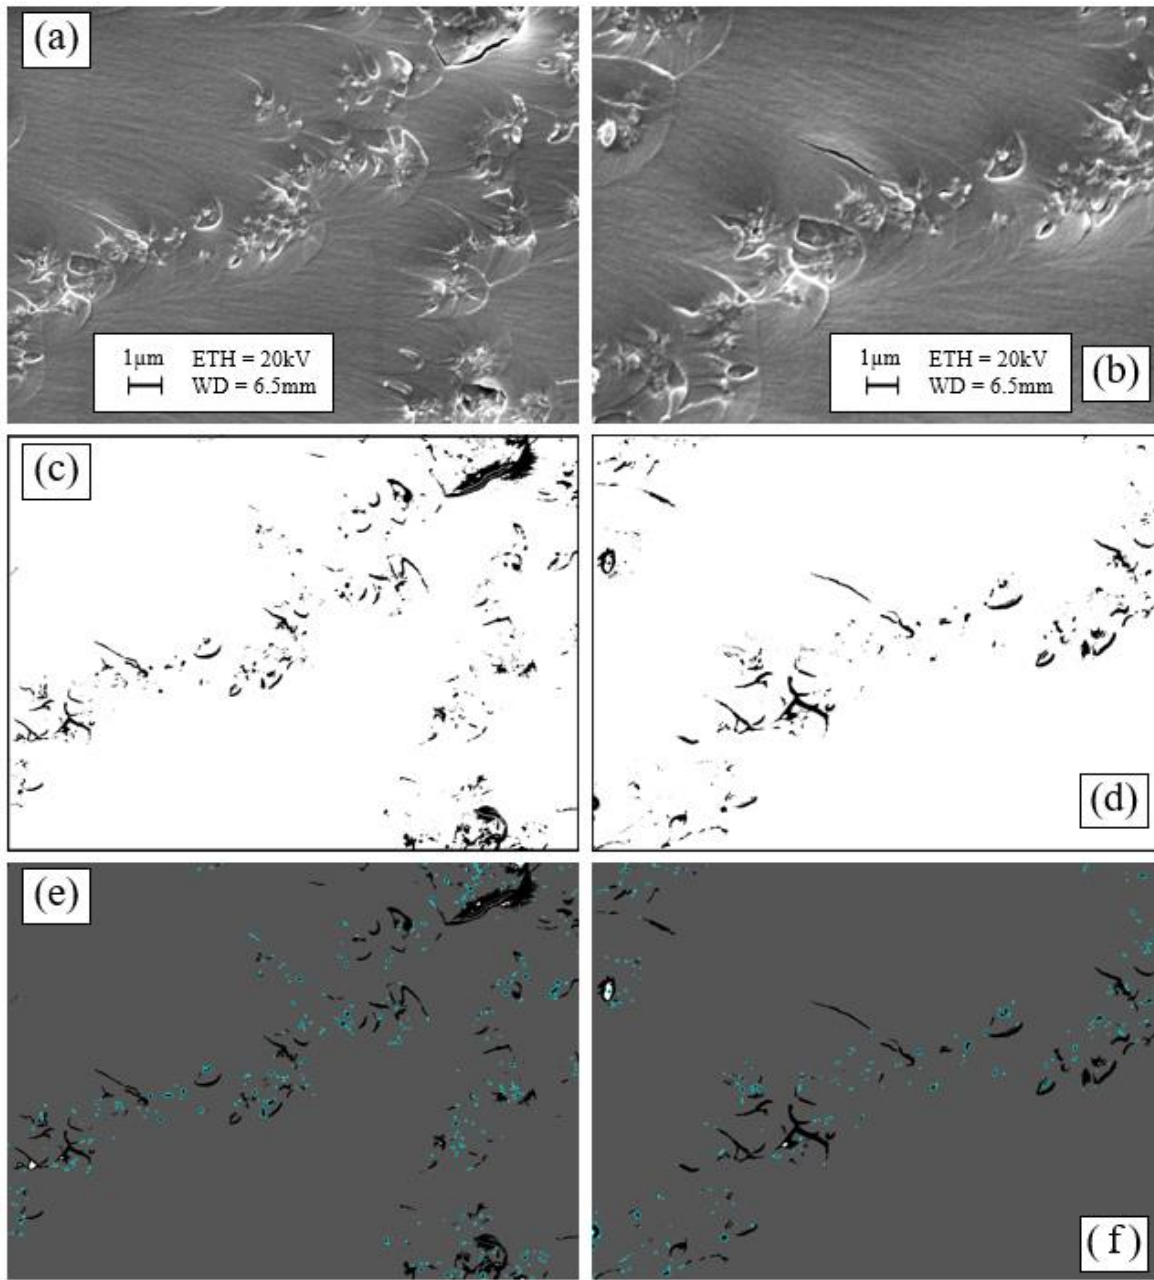 (a)
1µm ETH = 20kV
WD = 6.5mm
1µm ETH = 20kV
WD = 6.5mm
(b)
(c)
(d)
(e)
( f )